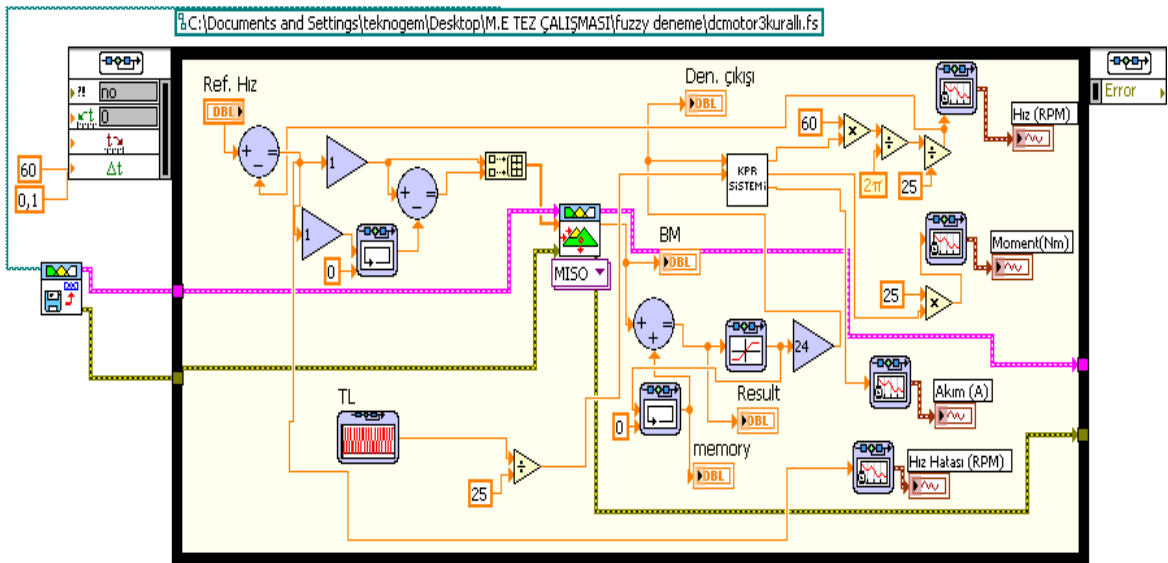 C:\Documents and Settings\teknogem\Desktop\M.E TEZ ÇALIŞMASI\fuzzy deneme\dcmotor3kurallı.fs
?! no
0
Δt
60
0,1
Error
Ref. Hız
DBL
1
1
0
Den. çıkışı
DBL
60
2π
25
Hız (RPM)
KPR
SİSTEMİ
BM
DBL
MISO
Moment(Nm)
25
24
Akım (A)
Result
DBL
0
memory
DBL
TL
25
Hız Hatası (RPM)